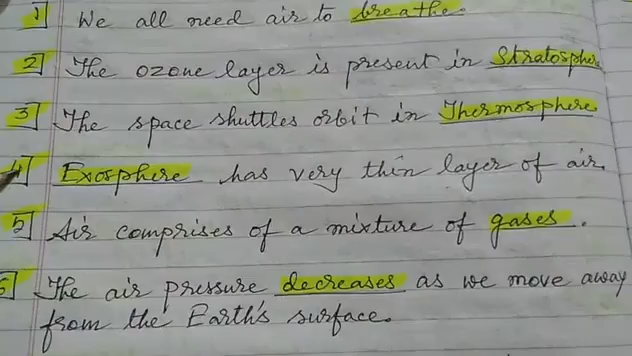 1] We all need air to breathe.
2] The ozone layer is present in Stratosphe
3] The space shuttles orbit in Thermosphere
4] Exosphere has very thin layer of air.
5] Air comprises of a mixture of gases.
6] The air pressure decreases as we move away
from the Earth's surface.